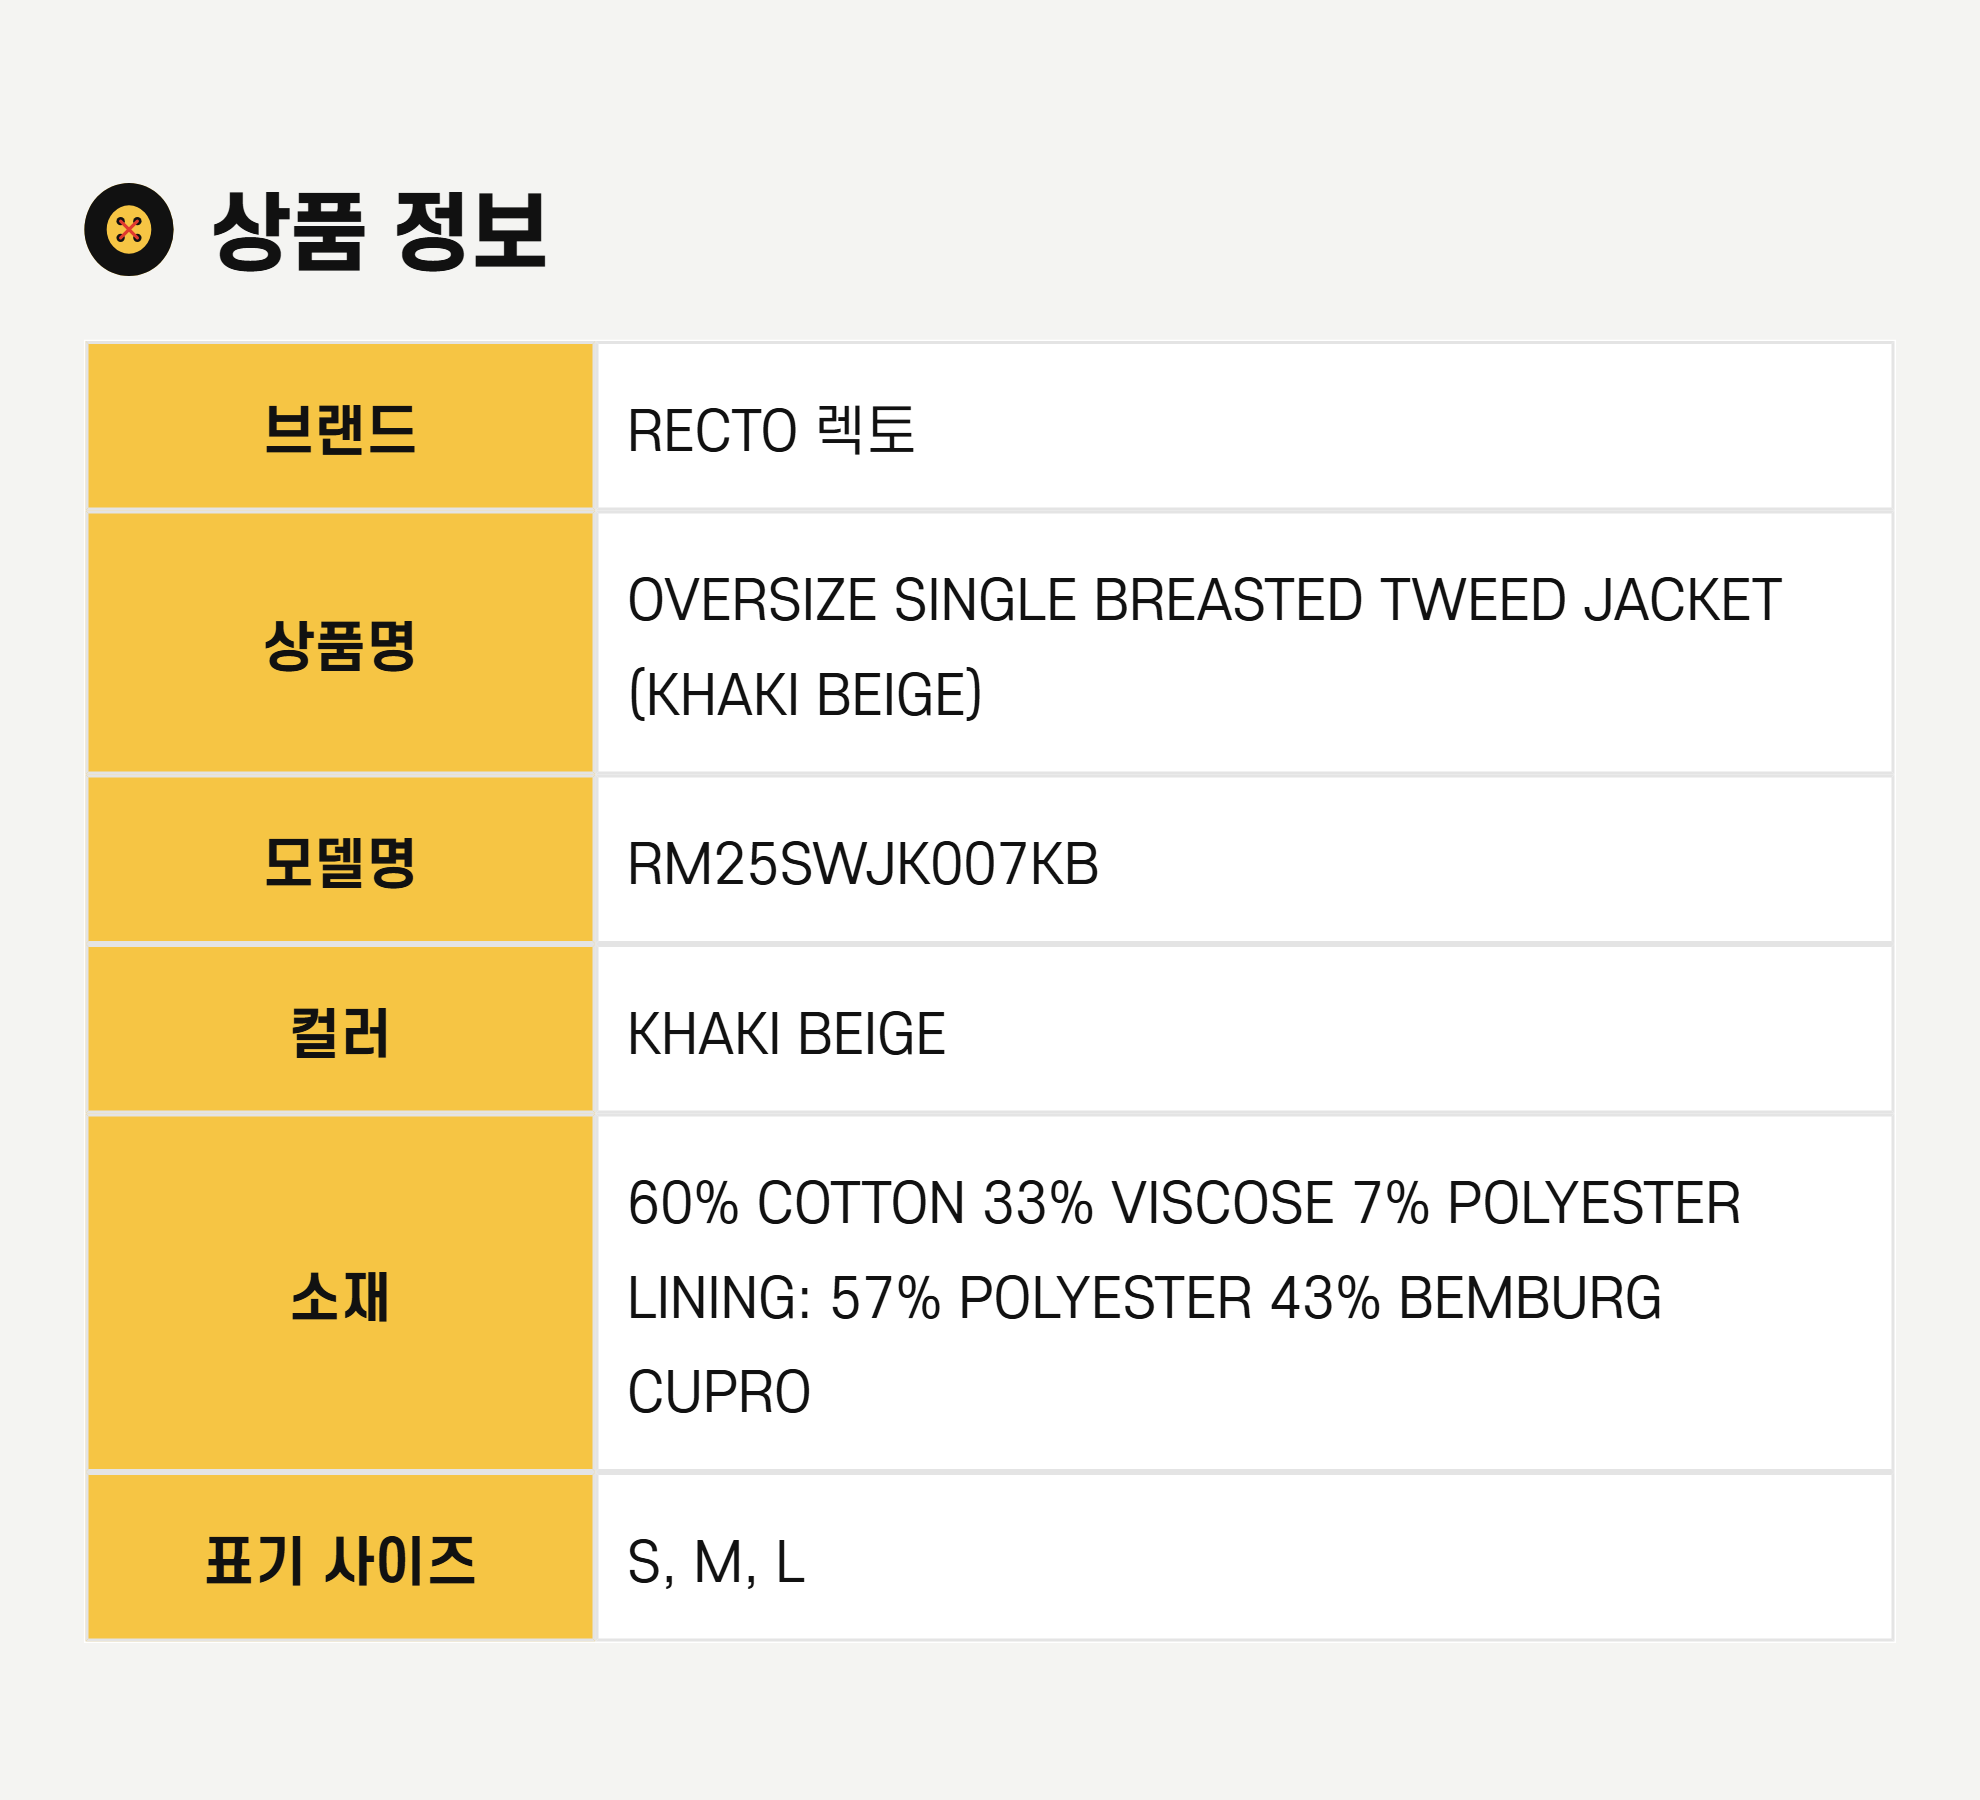 상품 정보
브랜드
RECTO 렉토
상품명
OVERSIZE SINGLE BREASTED TWEED JACKET
(KHAKI BEIGE)
모델명
RM25SWJK007KB
컬러
KHAKI BEIGE
소재
60% COTTON 33% VISCOSE 7% POLYESTER
LINING: 57% POLYESTER 43% BEMBURG
CUPRO
표기 사이즈
S, M, L